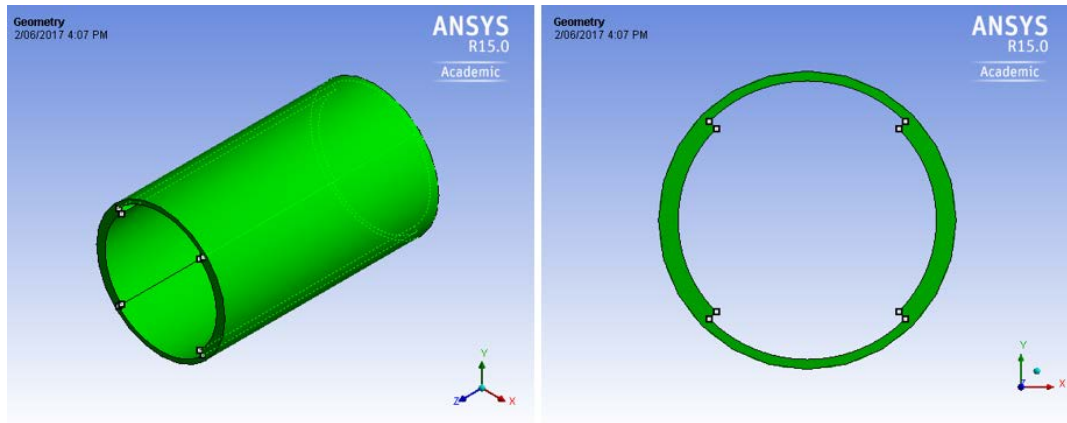 Geometry
2/06/2017 4:07 PM
ANSYS
R15.0
Academic
Y
Z
X
Geometry
2/06/2017 4:07 PM
ANSYS
R15.0
Academic
Y
Z
X